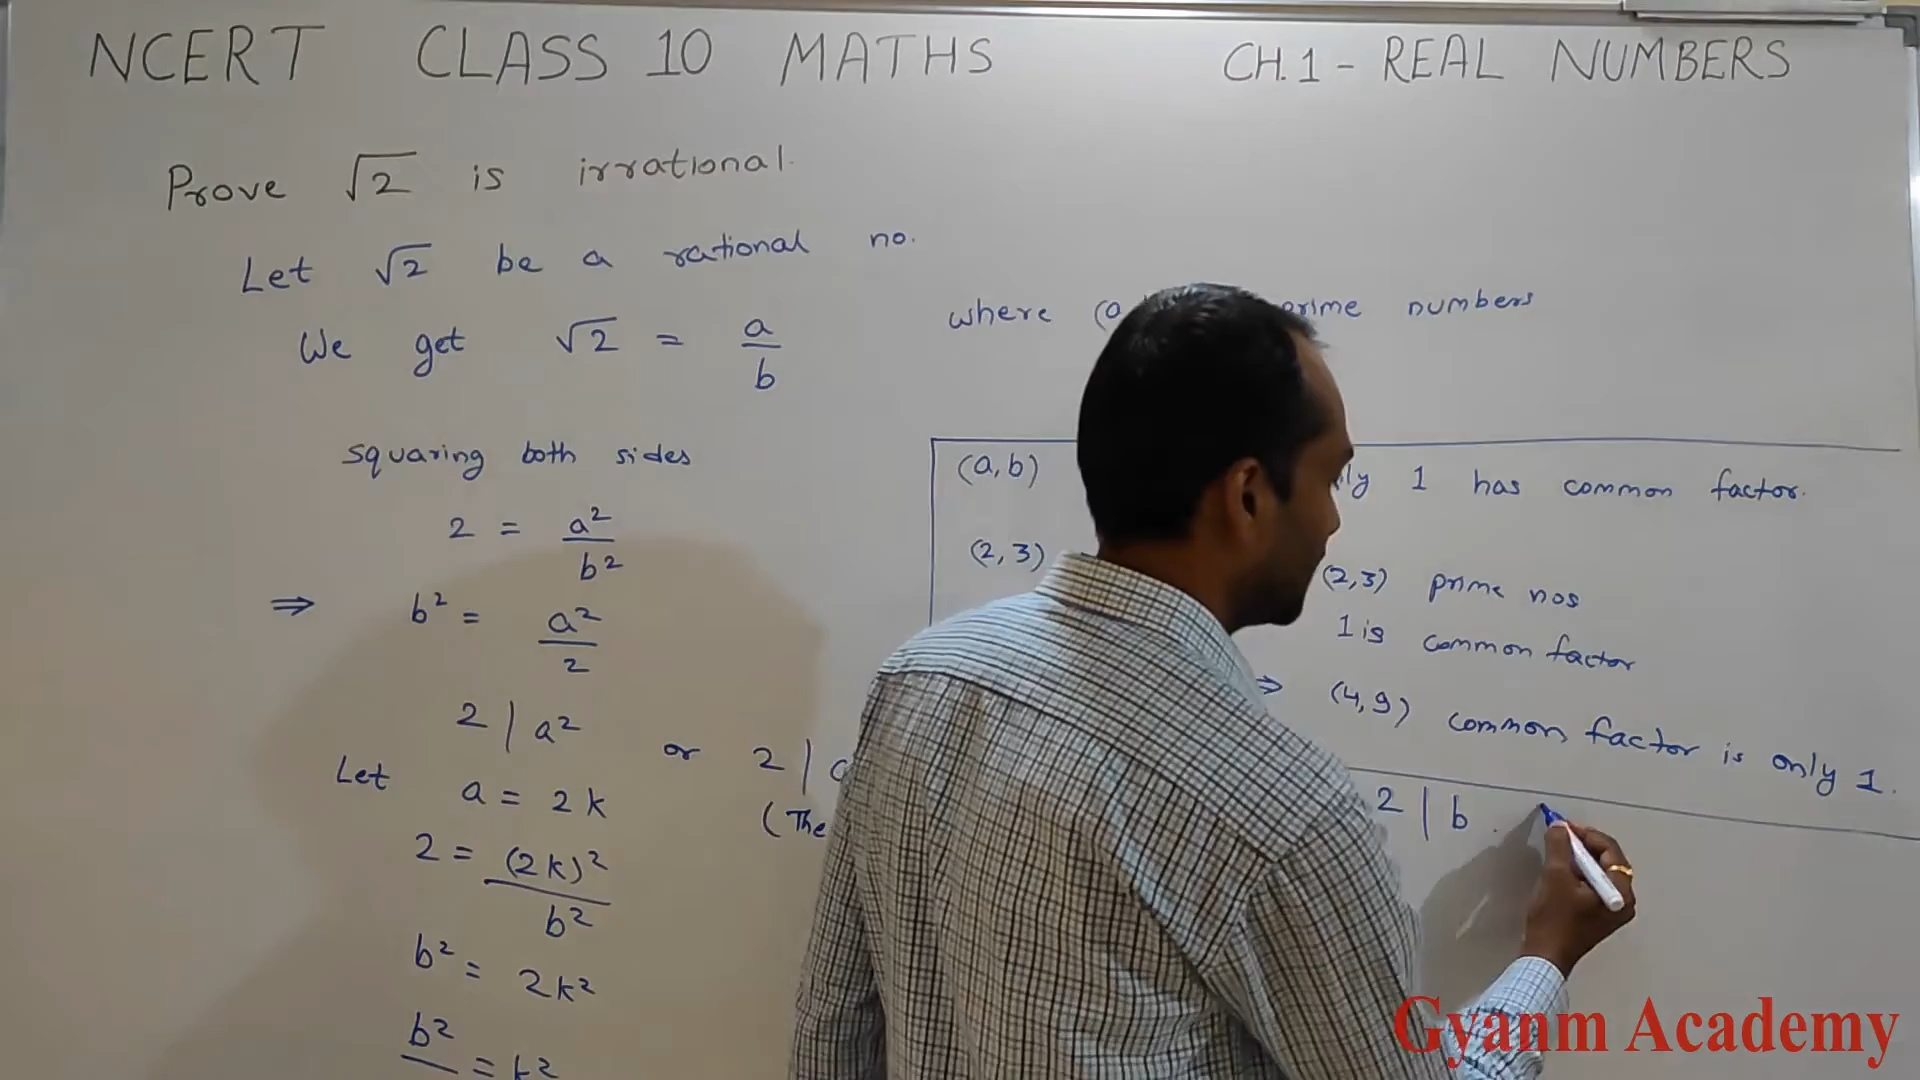 NCERT CLASS 10 MATHS CH.1 - REAL NUMBERS
Prove √2 is irrational.
Let √2 be a rational no.
We get √2 = a/b where (a prime numbers
squaring both sides
2 = a²/b²
⇒ b² = a²/2
2 | a² or 2 |
(The
Let a = 2k
2 = (2k)²/b²
b² = 2k²
b² = k²
(a,b) 1 has common factor.
(2,3) (2,3) prime nos
1 is common factor
⇒ (4,9) common factor is only 1.
2 | b.
Gyanm Academy